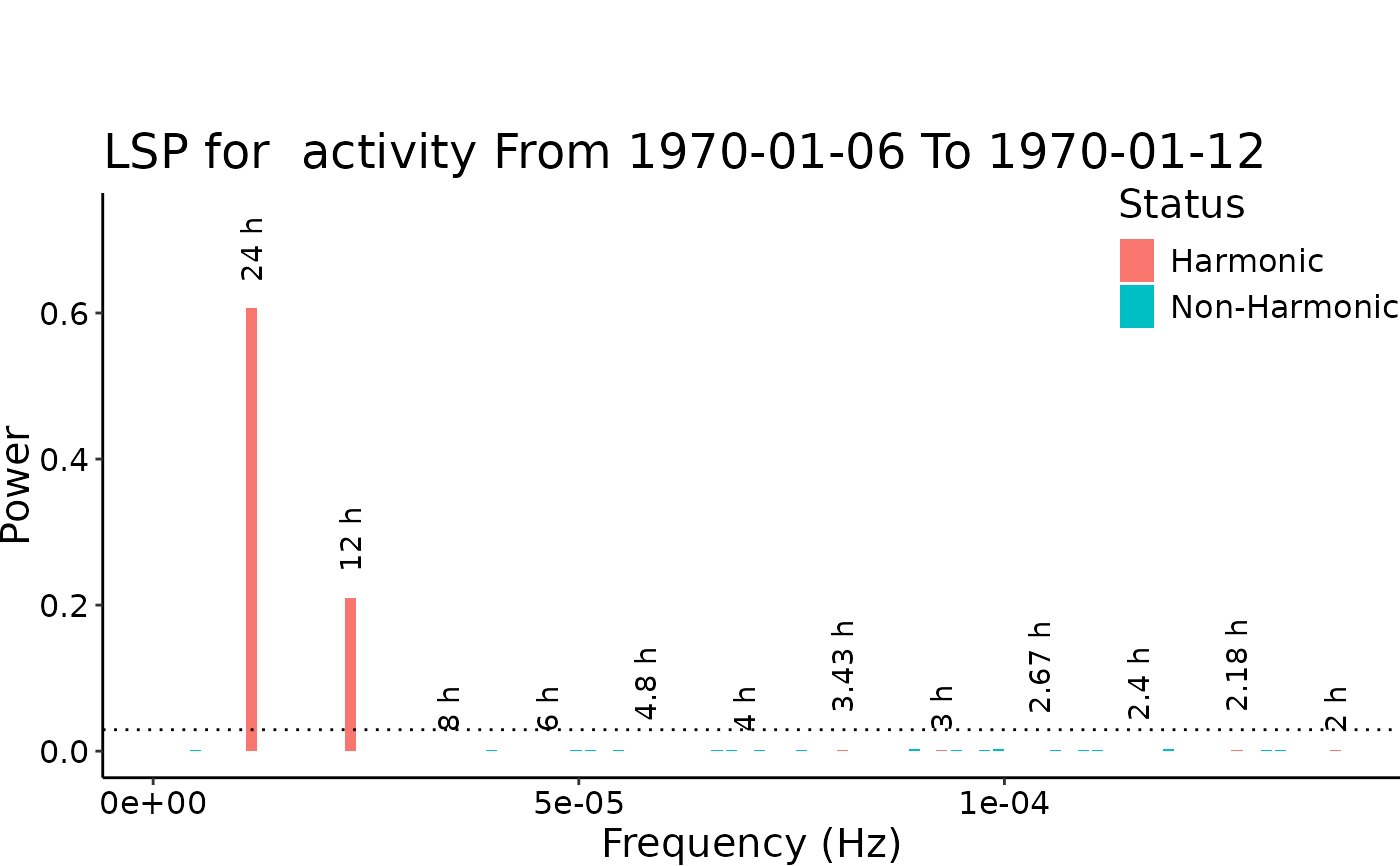 LSP for  activity From 1970-01-06 To 1970-01-12
Status
Harmonic
Non-Harmonic
Power
0.6
0.4
0.2
0.0
24 h
12 h
8 h
6 h
4.8 h
4 h
3.43 h
3 h
2.67 h
2.4 h
2.18 h
2 h
0e+00
5e-05
1e-04
Frequency (Hz)